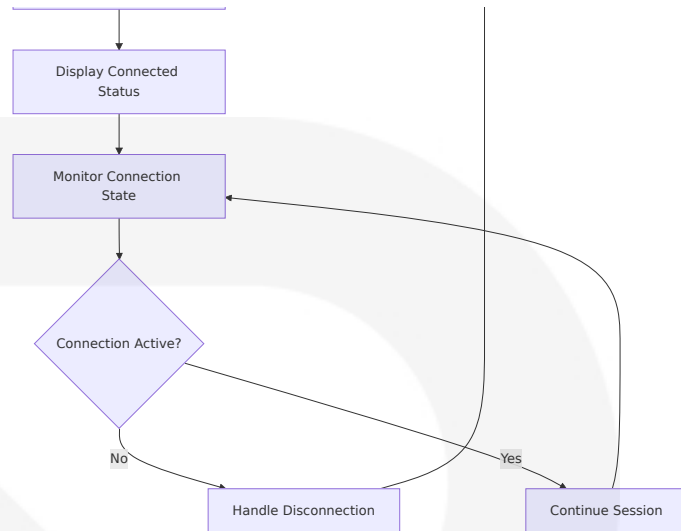 Display Connected
Status
Monitor Connection
State
Connection Active?
No
Yes
Handle Disconnection
Continue Session